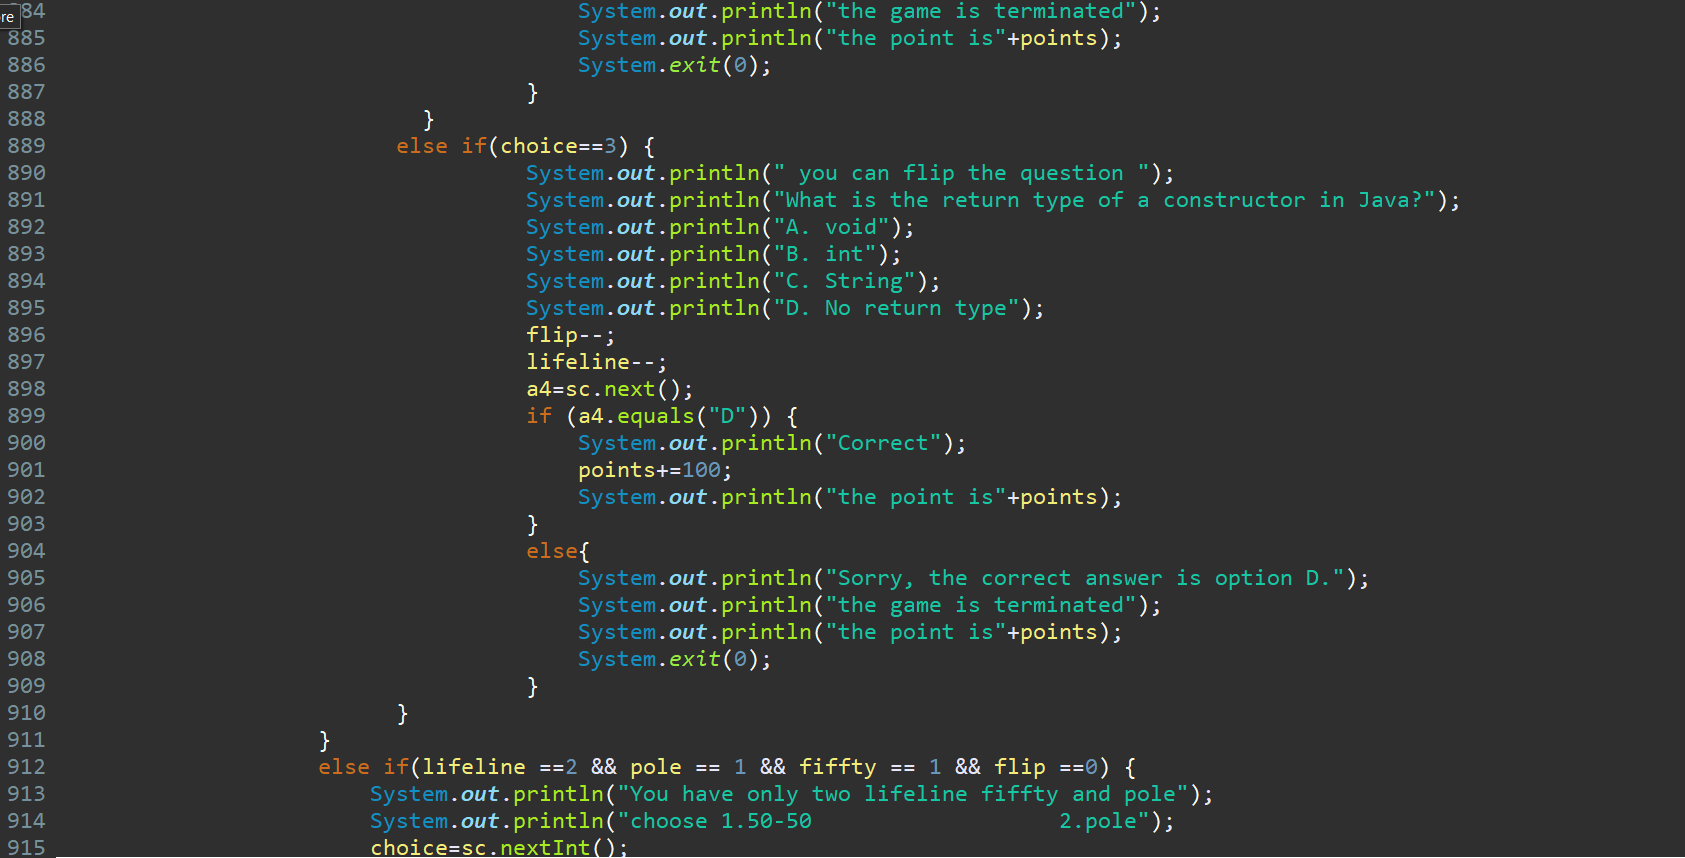 re
84 System.out.println("the game is terminated");
885 System.out.println("the point is"+points);
886 System.exit(0);
887 }
888 }
889 else if(choice==3) {
890 System.out.println(" you can flip the question ");
891 System.out.println("What is the return type of a constructor in Java?");
892 System.out.println("A. void");
893 System.out.println("B. int");
894 System.out.println("C. String");
895 System.out.println("D. No return type");
896 flip--;
897 lifeline--;
898 a4=sc.next();
899 if (a4.equals("D")) {
900 System.out.println("Correct");
901 points+=100;
902 System.out.println("the point is"+points);
903 }
904 else{
905 System.out.println("Sorry, the correct answer is option D.");
906 System.out.println("the game is terminated");
907 System.out.println("the point is"+points);
908 System.exit(0);
909 }
910 }
911 }
912 else if(lifeline ==2 && pole == 1 && fiffty == 1 && flip ==0) {
913 System.out.println("You have only two lifeline fiffty and pole");
914 System.out.println("choose 1.50-50                   2.pole");
915 choice=sc.nextInt();